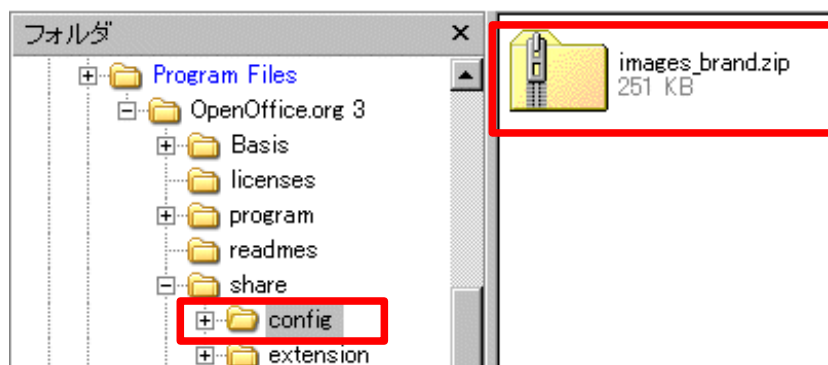 フォルダ
Program Files
OpenOffice.org 3
Basis
licenses
program
readmes
share
config
extension
images_brand.zip
251 KB